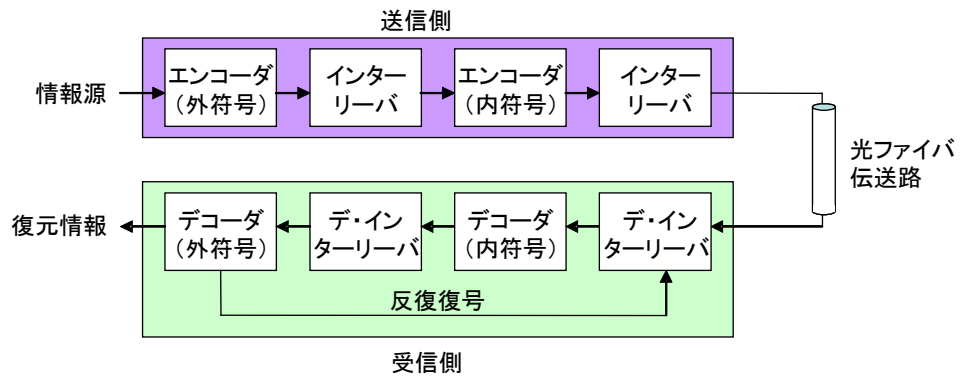 送信側
情報源
エンコーダ
(外符号)
インター
リーバ
エンコーダ
(内符号)
インター
リーバ
光ファイバ
伝送路
復元情報
デコーダ
(外符号)
デ・イン
ターリーバ
デコーダ
(内符号)
デ・イン
ターリーバ
反復復号
受信側